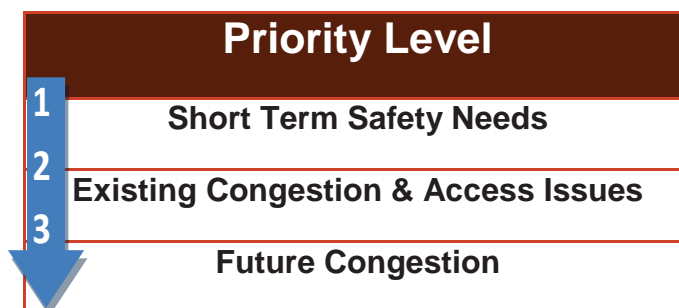 Priority Level
1
Short Term Safety Needs
2
Existing Congestion & Access Issues
3
Future Congestion